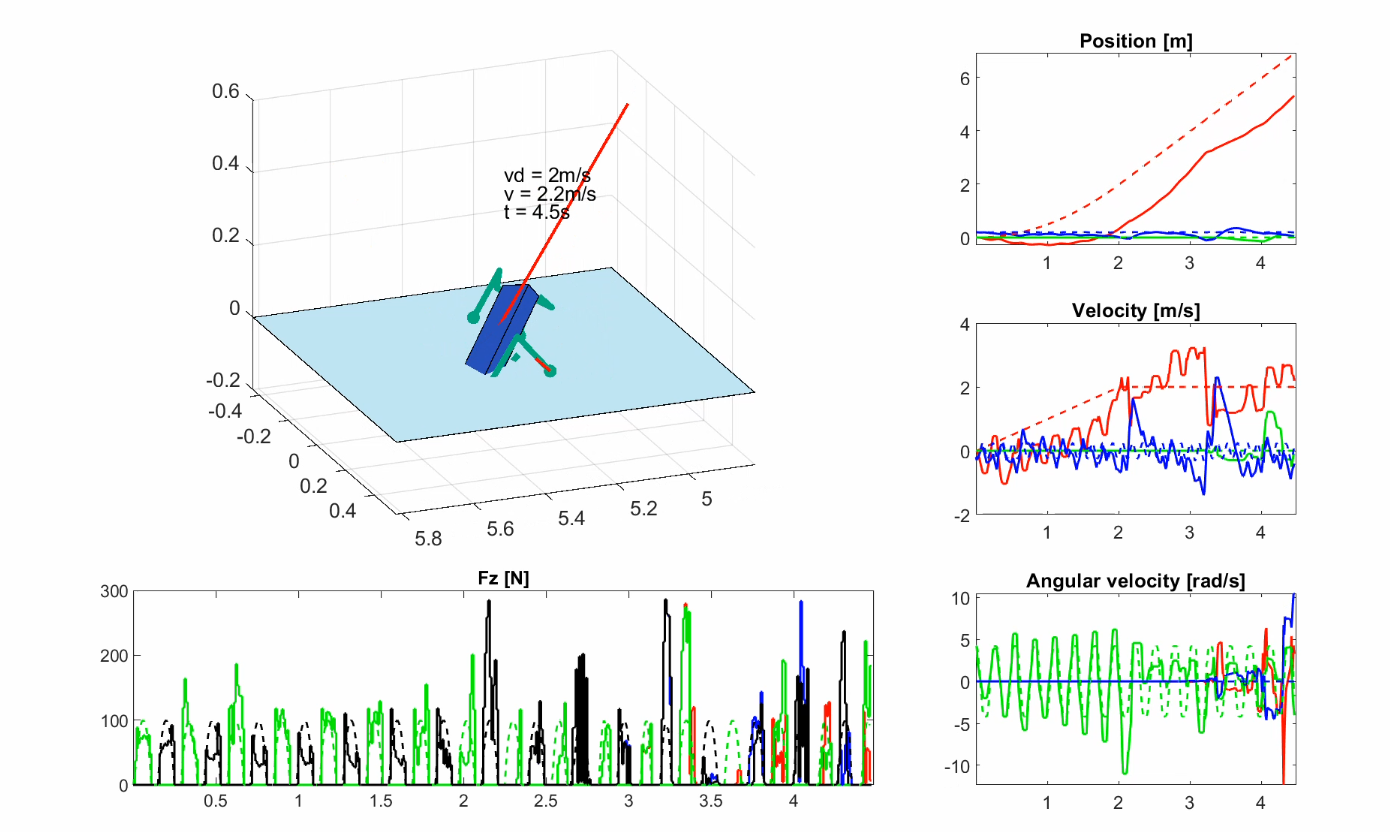 0.6
0.4
0.2
0
-0.2
-0.4
-0.2
0
0.2
0.4
5.8
5.6
5.4
5.2
5
vd = 2m/s
v = 2.2m/s
t = 4.5s
Position [m]
6
4
2
0
1 2 3 4
Velocity [m/s]
4
2
0
-2
1 2 3 4
Fz [N]
300
200
100
0
0.5 1 1.5 2 2.5 3 3.5 4
Angular velocity [rad/s]
10
5
0
-5
-10
1 2 3 4